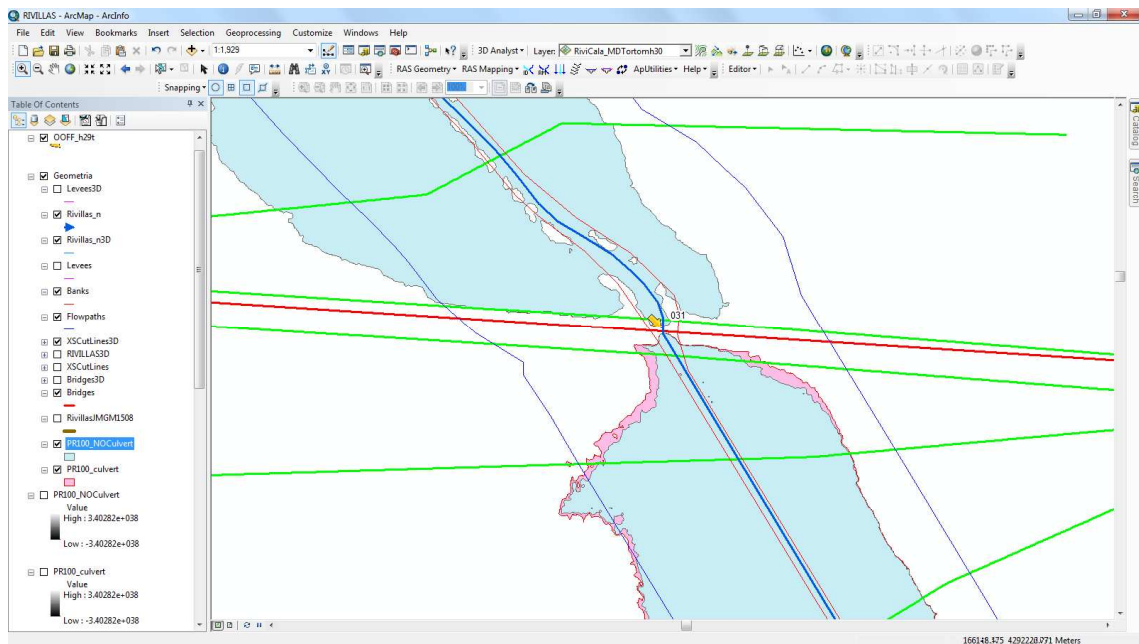 RIVILLAS - ArcMap - ArcInfo
File Edit View Bookmarks Insert Selection Geoprocessing Customize Windows Help
1:1,929
3D Analyst Layer: RiviCala_MDTortomh30
RAS Geometry RAS Mapping ApUtilities Help Editor
Snapping
Table Of Contents
OOFF_h29t
Geometria
Levees3D
Rivillas_n
Rivillas_n3D
Levees
Banks
Flowpaths
XSCutLines3D
RIVILLAS3D
XSCutLines
Bridges3D
Bridges
RivillasJMGM1508
PR100_NOCulvert
PR100_culvert
PR100_NOCulvert
Value
High : 3.40282e+038
Low : -3.40282e+038
PR100_culvert
Value
High : 3.40282e+038
Low : -3.40282e+038
031
Catalog
Search
166148.375 4292228.771 Meters